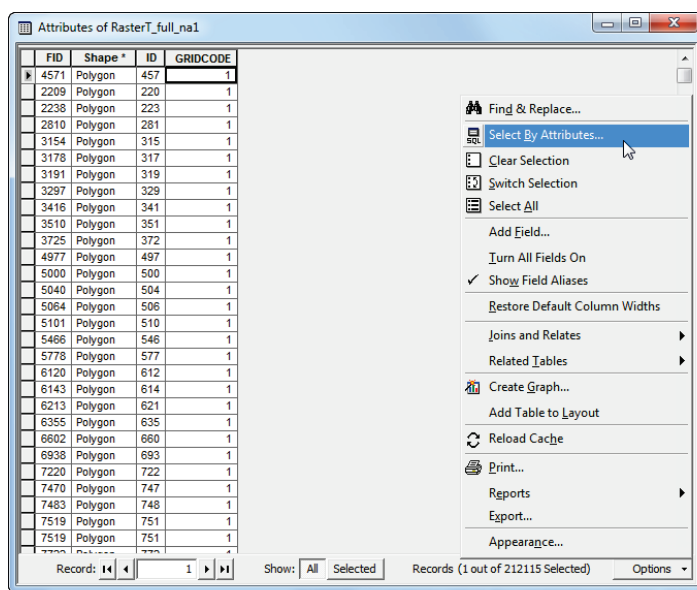 Attributes of RasterT_full_na1
FID Shape * ID GRIDCODE
4571 Polygon 457 1
2209 Polygon 220 1
2238 Polygon 223 1
2810 Polygon 281 1
3154 Polygon 315 1
3178 Polygon 317 1
3191 Polygon 319 1
3297 Polygon 329 1
3416 Polygon 341 1
3510 Polygon 351 1
3725 Polygon 372 1
4977 Polygon 497 1
5000 Polygon 500 1
5040 Polygon 504 1
5064 Polygon 506 1
5101 Polygon 510 1
5466 Polygon 546 1
5778 Polygon 577 1
6120 Polygon 612 1
6143 Polygon 614 1
6213 Polygon 621 1
6355 Polygon 635 1
6602 Polygon 660 1
6938 Polygon 693 1
7220 Polygon 722 1
7470 Polygon 747 1
7483 Polygon 748 1
7519 Polygon 751 1
7519 Polygon 751 1
Find & Replace...
SQL Select By Attributes...
Clear Selection
Switch Selection
Select All
Add Field...
Turn All Fields On
Show Field Aliases
Restore Default Column Widths
Joins and Relates
Related Tables
Create Graph...
Add Table to Layout
Reload Cache
Print...
Reports
Export...
Appearance...
Record: 1 Show: All Selected Records (1 out of 212115 Selected) Options